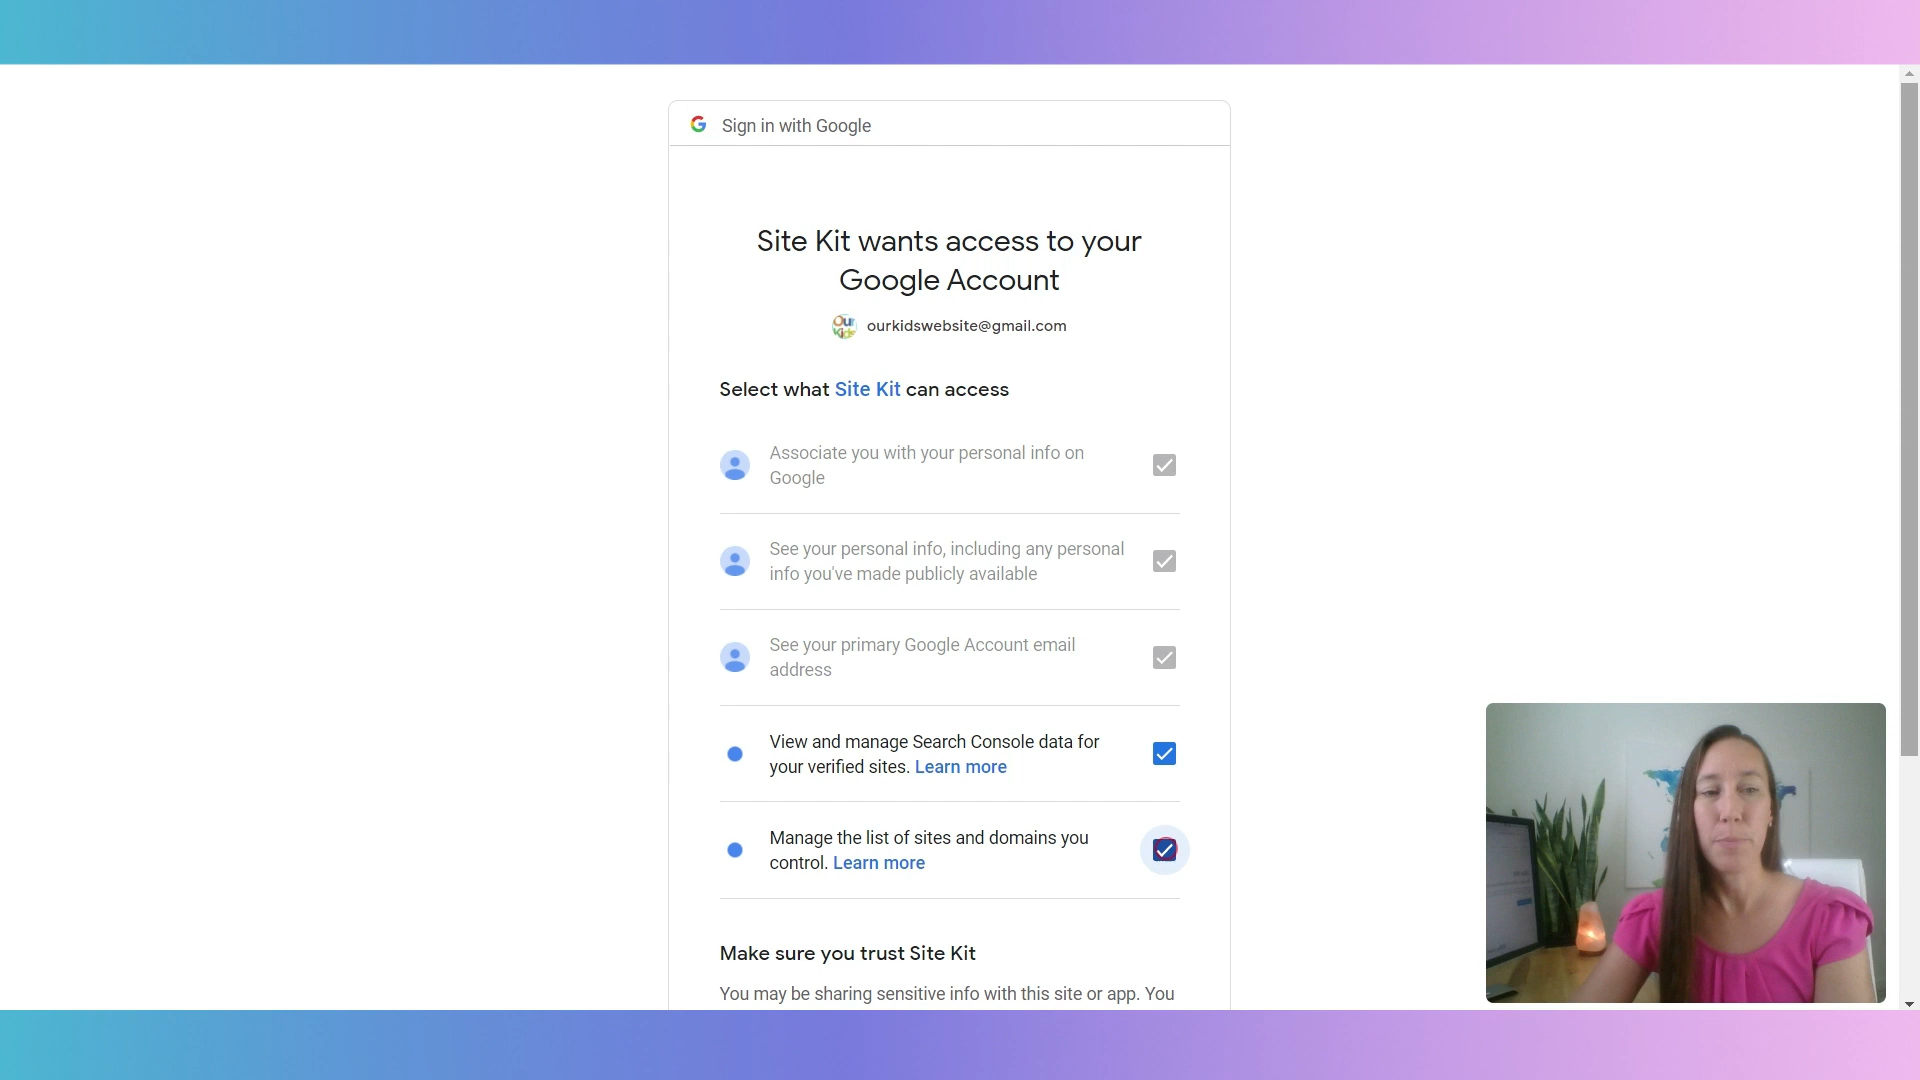 Sign in with Google
Site Kit wants access to your
Google Account
ourkidswebsite@gmail.com
Select what Site Kit can access
Associate you with your personal info on
Google
See your personal info, including any personal
info you've made publicly available
See your primary Google Account email
address
View and manage Search Console data for
your verified sites. Learn more
Manage the list of sites and domains you
control. Learn more
Make sure you trust Site Kit
You may be sharing sensitive info with this site or app. You